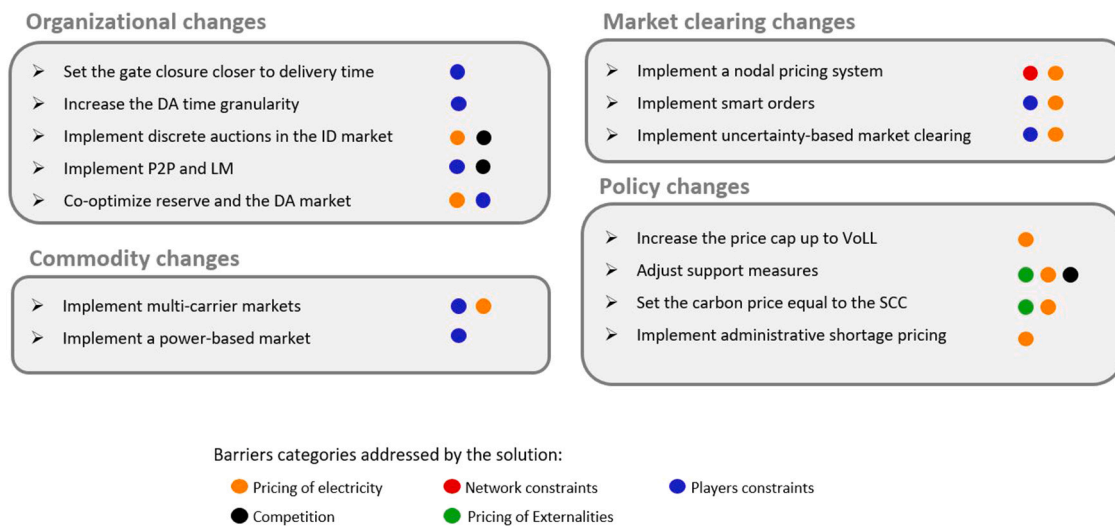 Organizational changes
Set the gate closure closer to delivery time
Increase the DA time granularity
Implement discrete auctions in the ID market
Implement P2P and LM
Co-optimize reserve and the DA market
Commodity changes
Implement multi-carrier markets
Implement a power-based market
Market clearing changes
Implement a nodal pricing system
Implement smart orders
Implement uncertainty-based market clearing
Policy changes
Increase the price cap up to VoLL
Adjust support measures
Set the carbon price equal to the SCC
Implement administrative shortage pricing
Barriers categories addressed by the solution:
Pricing of electricity
Network constraints
Players constraints
Competition
Pricing of Externalities